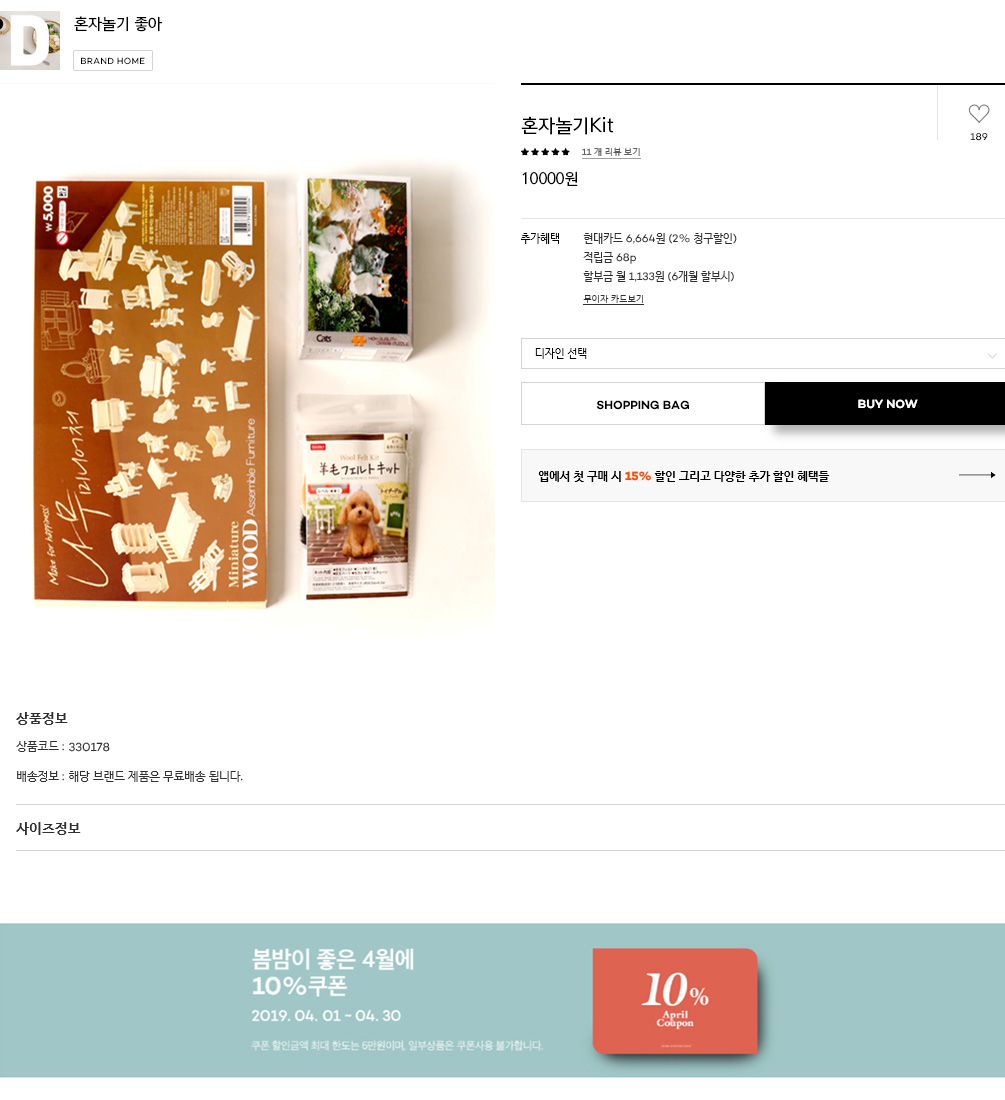 D
혼자놀기 좋아
BRAND HOME
혼자놀기Kit
189
★★★★★ 11 개 리뷰 보기
10000원
추가혜택 현대카드 6,664원 (2% 청구할인)
적립금 68p
할부금 월 1,133원 (6개월 할부시)
무이자 카드보기
디자인 선택
SHOPPING BAG BUY NOW
앱에서 첫 구매 시 15% 할인 그리고 다양한 추가 할인 혜택들
₩5,000
Make for happiness!
나무미니어쳐
Miniature
WOOD Assemble Furniture
Cats
Wool Felt Kit
羊毛フェルトキット
상품정보
상품코드 : 330178
배송정보 : 해당 브랜드 제품은 무료배송 됩니다.
사이즈정보
봄밤이 좋은 4월에
10%쿠폰
2019. 04. 01 ~ 04. 30
쿠폰 할인금액 최대 한도는 6만원이며, 일부상품은 쿠폰사용 불가합니다.
10%
April
Coupon